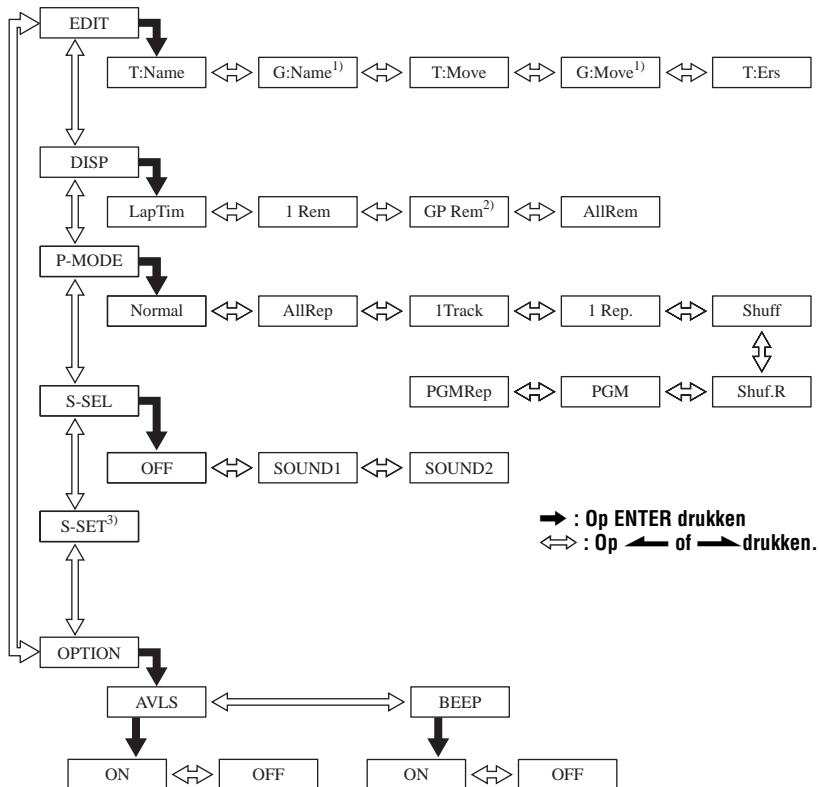 EDIT
T:Name G:Name1) T:Move G:Move1) T:Ers
DISP
LapTim 1 Rem GP Rem2) AllRem
P-MODE
Normal AllRep 1Track 1 Rep. Shuff
PGMRep PGM Shuf.R
S-SEL
OFF SOUND1 SOUND2
S-SET3)
: Op ENTER drukken
: Op of drukken.
OPTION
AVLS BEEP
ON OFF ON OFF